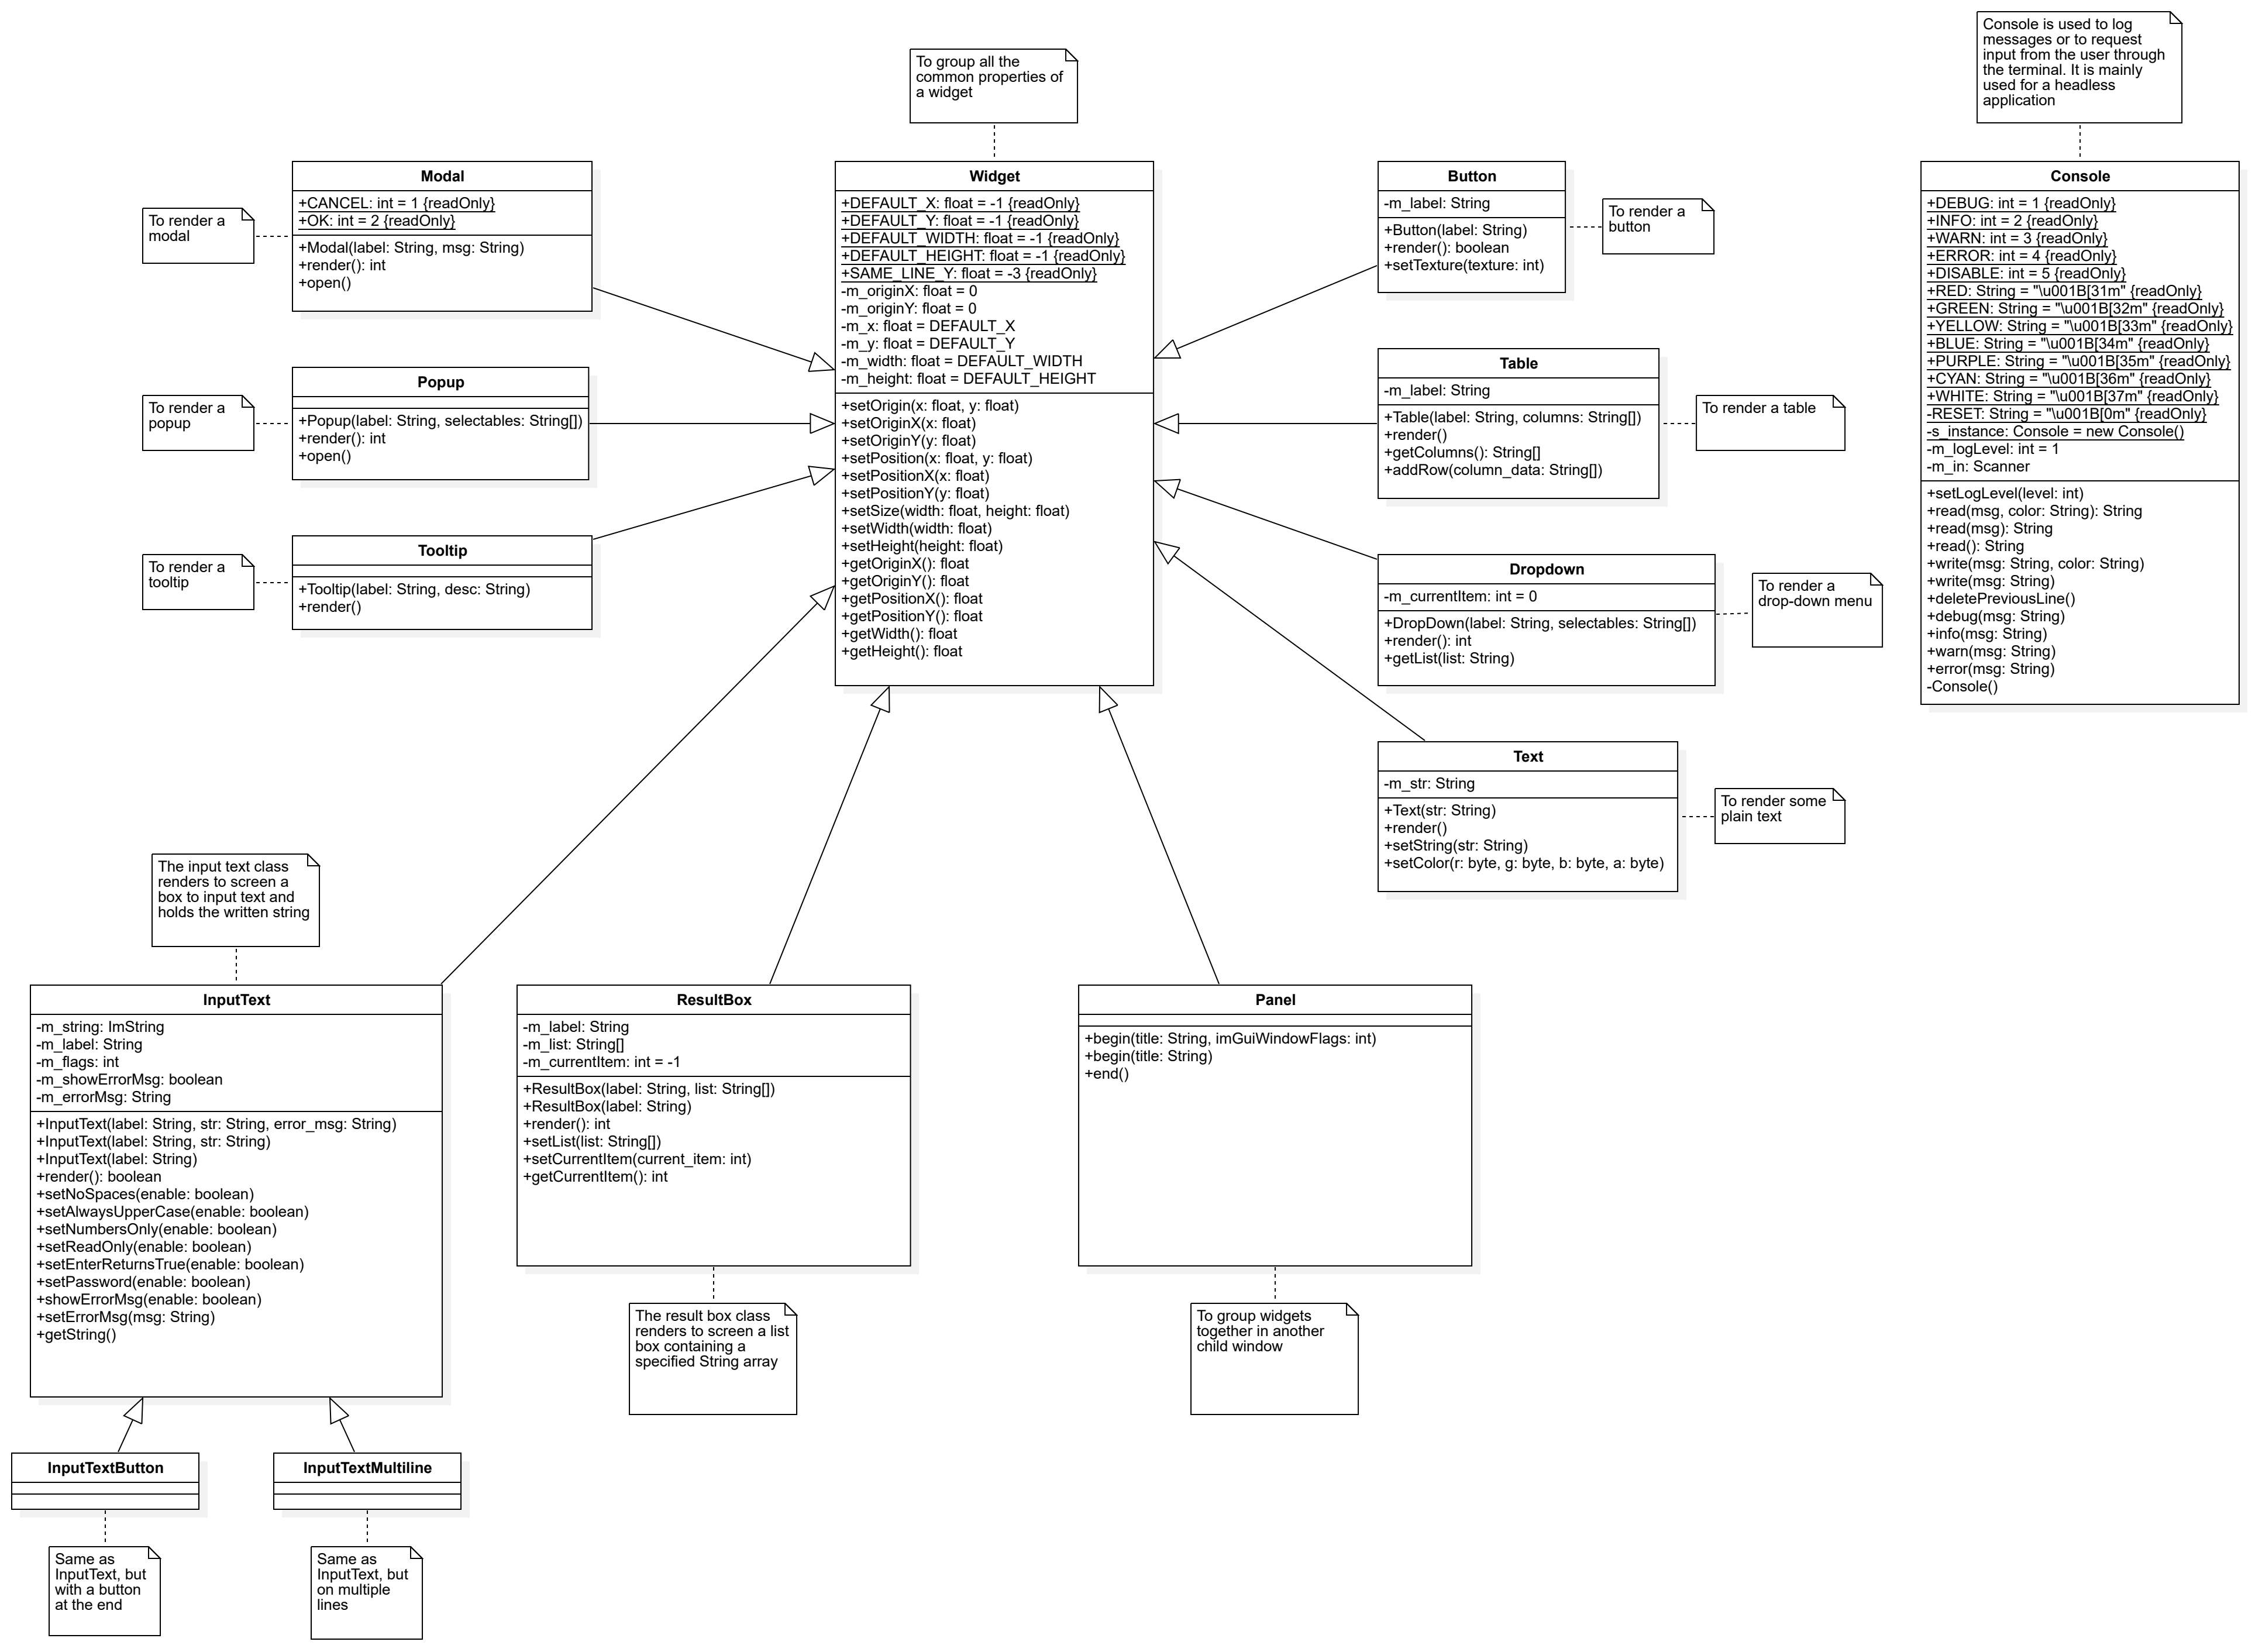 To group all the
common properties of
a widget
Console is used to log
messages or to request
input from the user through
the terminal. It is mainly
used for a headless
application
To render a
modal
Modal
+CANCEL: int = 1 {readOnly}
+OK: int = 2 {readOnly}
+Modal(label: String, msg: String)
+render(): int
+open()
To render a
popup
Popup
+Popup(label: String, selectables: String[])
+render(): int
+open()
To render a
tooltip
Tooltip
+Tooltip(label: String, desc: String)
+render()
Widget
+DEFAULT_X: float = -1 {readOnly}
+DEFAULT_Y: float = -1 {readOnly}
+DEFAULT_WIDTH: float = -1 {readOnly}
+DEFAULT_HEIGHT: float = -1 {readOnly}
+SAME_LINE_Y: float = -3 {readOnly}
-m_originX: float = 0
-m_originY: float = 0
-m_x: float = DEFAULT_X
-m_y: float = DEFAULT_Y
-m_width: float = DEFAULT_WIDTH
-m_height: float = DEFAULT_HEIGHT
+setOrigin(x: float, y: float)
+setOriginX(x: float)
+setOriginY(y: float)
+setPosition(x: float, y: float)
+setPositionX(x: float)
+setPositionY(y: float)
+setSize(width: float, height: float)
+setWidth(width: float)
+setHeight(height: float)
+getOriginX(): float
+getOriginY(): float
+getPositionX(): float
+getPositionY(): float
+getWidth(): float
+getHeight(): float
Button
-m_label: String
+Button(label: String)
+render(): boolean
+setTexture(texture: int)
To render a
button
Table
-m_label: String
+Table(label: String, columns: String[])
+render()
+getColumns(): String[]
+addRow(column_data: String[])
To render a table
Dropdown
-m_currentItem: int = 0
+DropDown(label: String, selectables: String[])
+render(): int
+getList(list: String)
To render a
drop-down menu
Text
-m_str: String
+Text(str: String)
+render()
+setString(str: String)
+setColor(r: byte, g: byte, b: byte, a: byte)
To render some
plain text
Console
+DEBUG: int = 1 {readOnly}
+INFO: int = 2 {readOnly}
+WARN: int = 3 {readOnly}
+ERROR: int = 4 {readOnly}
+DISABLE: int = 5 {readOnly}
+RED: String = "\u001B[31m" {readOnly}
+GREEN: String = "\u001B[32m" {readOnly}
+YELLOW: String = "\u001B[33m" {readOnly}
+BLUE: String = "\u001B[34m" {readOnly}
+PURPLE: String = "\u001B[35m" {readOnly}
+CYAN: String = "\u001B[36m" {readOnly}
+WHITE: String = "\u001B[37m" {readOnly}
-RESET: String = "\u001B[0m" {readOnly}
-s_instance: Console = new Console()
-m_logLevel: int = 1
-m_in: Scanner
+setLogLevel(level: int)
+read(msg, color: String): String
+read(msg): String
+read(): String
+write(msg: String, color: String)
+write(msg: String)
+deletePreviousLine()
+debug(msg: String)
+info(msg: String)
+warn(msg: String)
+error(msg: String)
-Console()
The input text class
renders to screen a
box to input text and
holds the written string
InputText
-m_string: ImString
-m_label: String
-m_flags: int
-m_showErrorMsg: boolean
-m_errorMsg: String
+InputText(label: String, str: String, error_msg: String)
+InputText(label: String, str: String)
+InputText(label: String)
+render(): boolean
+setNoSpaces(enable: boolean)
+setAlwaysUpperCase(enable: boolean)
+setNumbersOnly(enable: boolean)
+setReadOnly(enable: boolean)
+setEnterReturnsTrue(enable: boolean)
+setPassword(enable: boolean)
+showErrorMsg(enable: boolean)
+setErrorMsg(msg: String)
+getString()
ResultBox
-m_label: String
-m_list: String[]
-m_currentItem: int = -1
+ResultBox(label: String, list: String[])
+ResultBox(label: String)
+render(): int
+setList(list: String[])
+setCurrentItem(current_item: int)
+getCurrentItem(): int
The result box class
renders to screen a list
box containing a
specified String array
Panel
+begin(title: String, imGuiWindowFlags: int)
+begin(title: String)
+end()
To group widgets
together in another
child window
InputTextButton
InputTextMultiline
Same as
InputText, but
with a button
at the end
Same as
InputText, but
on multiple
lines